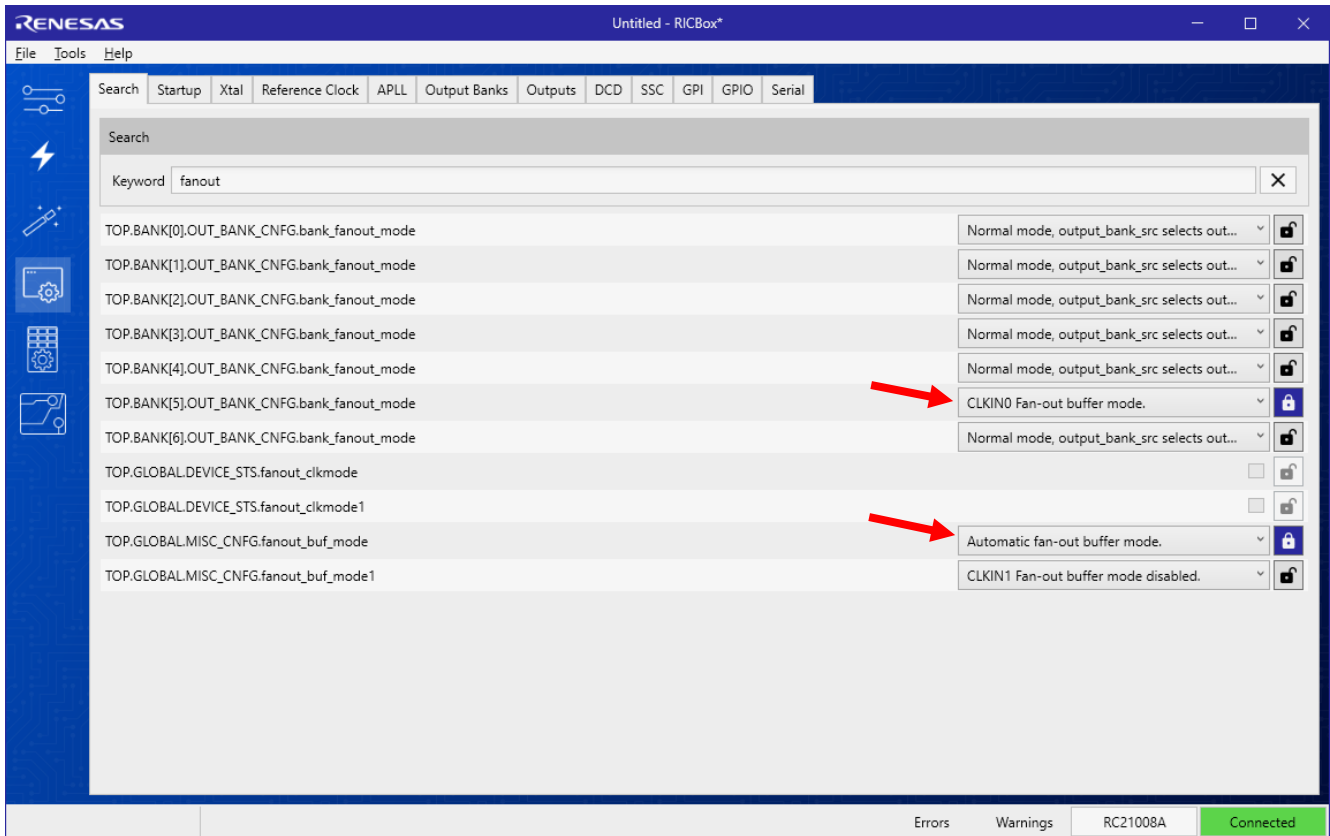 RENESAS Untitled - RICBox*
File Tools Help
Search Startup Xtal Reference Clock APLL Output Banks Outputs DCD SSC GPI GPIO Serial
Search
Keyword fanout
TOP.BANK[0].OUT_BANK_CNFG.bank_fanout_mode Normal mode, output_bank_src selects out...
TOP.BANK[1].OUT_BANK_CNFG.bank_fanout_mode Normal mode, output_bank_src selects out...
TOP.BANK[2].OUT_BANK_CNFG.bank_fanout_mode Normal mode, output_bank_src selects out...
TOP.BANK[3].OUT_BANK_CNFG.bank_fanout_mode Normal mode, output_bank_src selects out...
TOP.BANK[4].OUT_BANK_CNFG.bank_fanout_mode Normal mode, output_bank_src selects out...
TOP.BANK[5].OUT_BANK_CNFG.bank_fanout_mode CLKIN0 Fan-out buffer mode.
TOP.BANK[6].OUT_BANK_CNFG.bank_fanout_mode Normal mode, output_bank_src selects out...
TOP.GLOBAL.DEVICE_STS.fanout_clkmode
TOP.GLOBAL.DEVICE_STS.fanout_clkmode1
TOP.GLOBAL.MISC_CNFG.fanout_buf_mode Automatic fan-out buffer mode.
TOP.GLOBAL.MISC_CNFG.fanout_buf_mode1 CLKIN1 Fan-out buffer mode disabled.
Errors Warnings RC21008A Connected